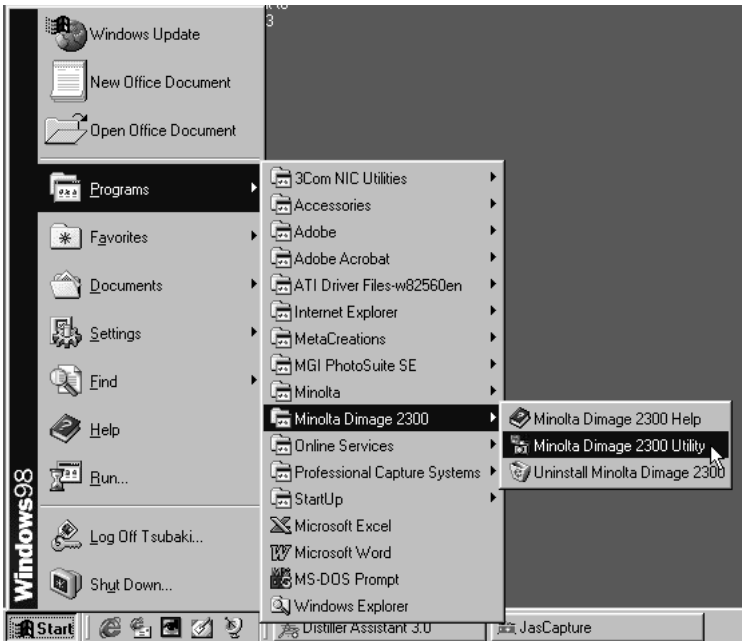 3
Windows Update
New Office Document
Open Office Document
Programs
Favorites
Documents
Settings
Find
Help
Run...
Log Off Tsubaki...
Shut Down...
Windows98
3Com NIC Utilities
Accessories
Adobe
Adobe Acrobat
ATI Driver Files-w82560en
Internet Explorer
MetaCreations
MGI PhotoSuite SE
Minolta
Minolta Dimage 2300
Online Services
Professional Capture Systems
StartUp
Microsoft Excel
Microsoft Word
MS-DOS Prompt
Windows Explorer
Minolta Dimage 2300 Help
Minolta Dimage 2300 Utility
Uninstall Minolta Dimage 2300
Start
Distiller Assistant 3.0
JasCapture